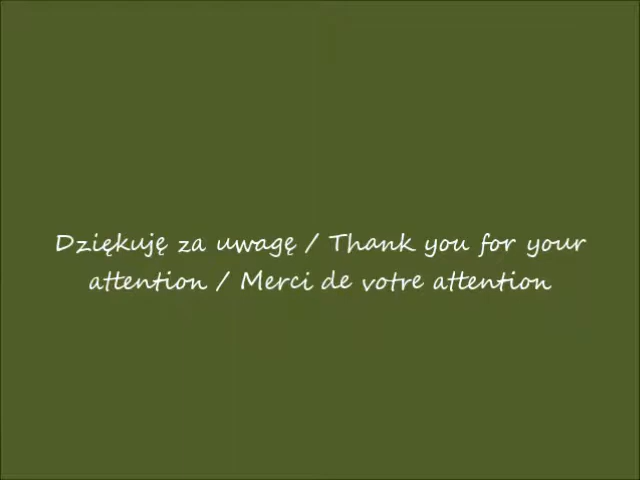 Dziękuję za uwagę / Thank you for your
attention / Merci de votre attention